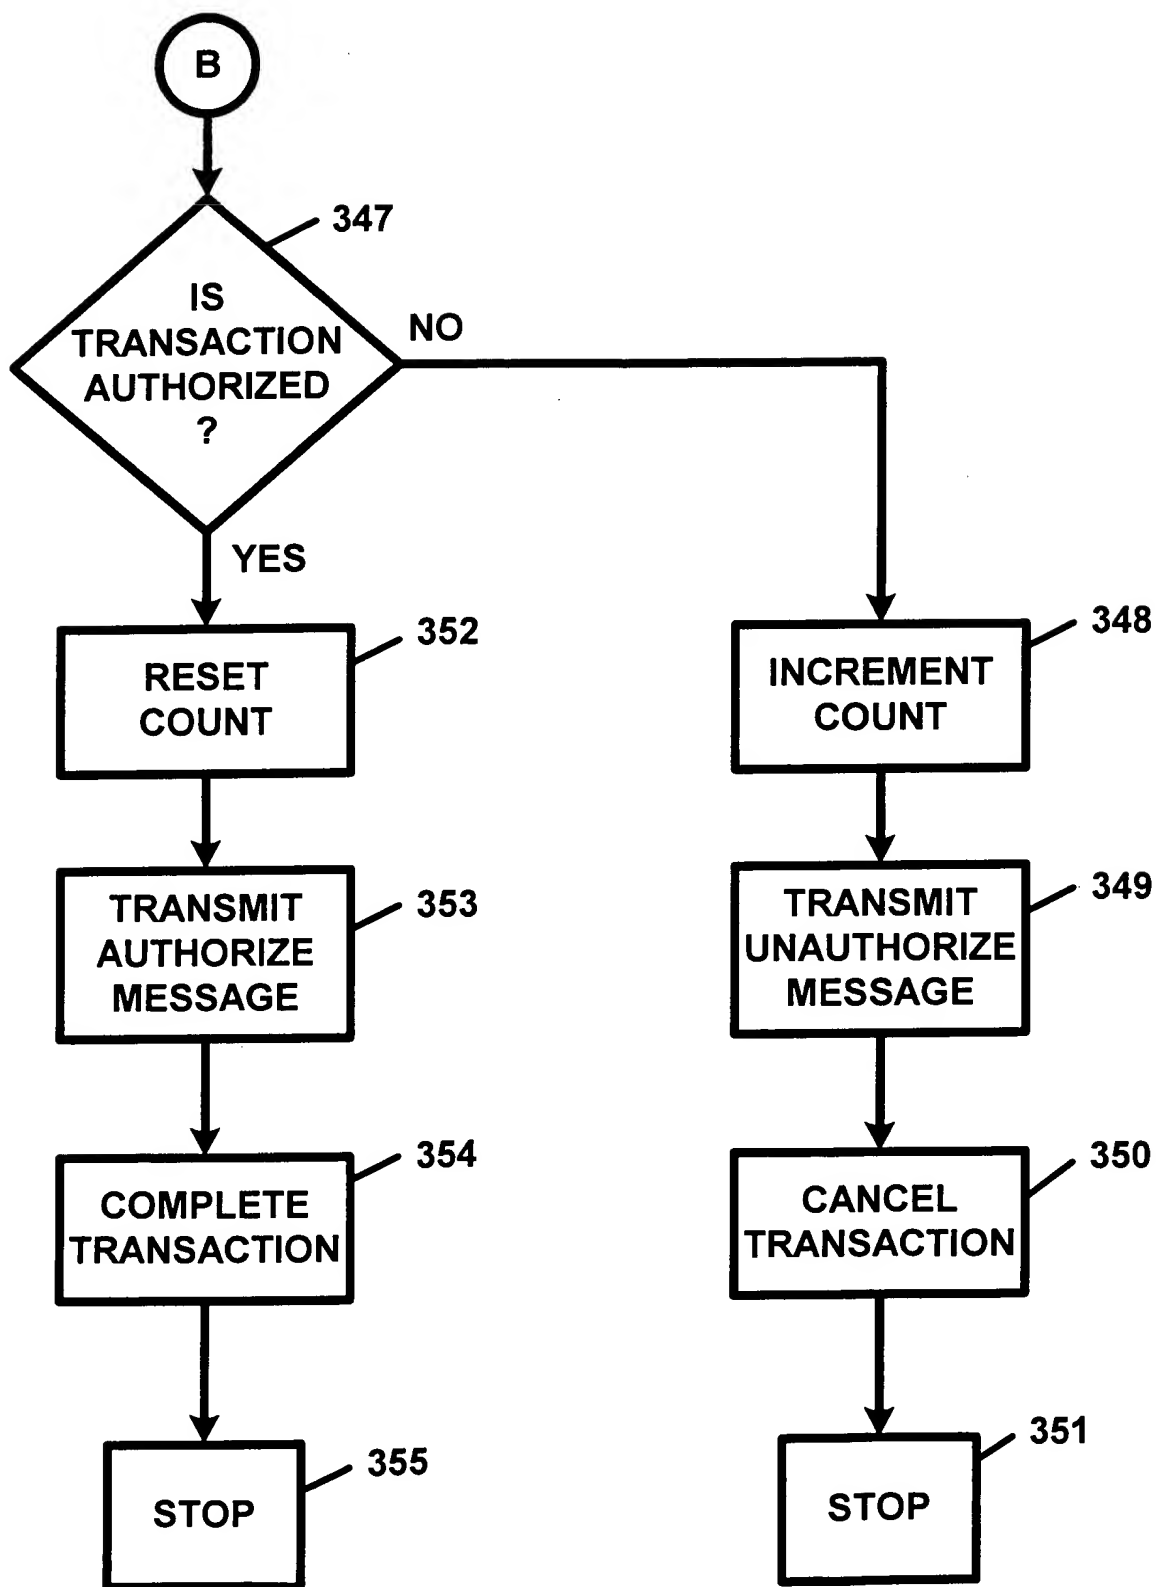 B
347
IS
TRANSACTION
AUTHORIZED
?
NO
YES
352
RESET
COUNT
348
INCREMENT
COUNT
353
TRANSMIT
AUTHORIZE
MESSAGE
349
TRANSMIT
UNAUTHORIZE
MESSAGE
354
COMPLETE
TRANSACTION
350
CANCEL
TRANSACTION
355
STOP
351
STOP